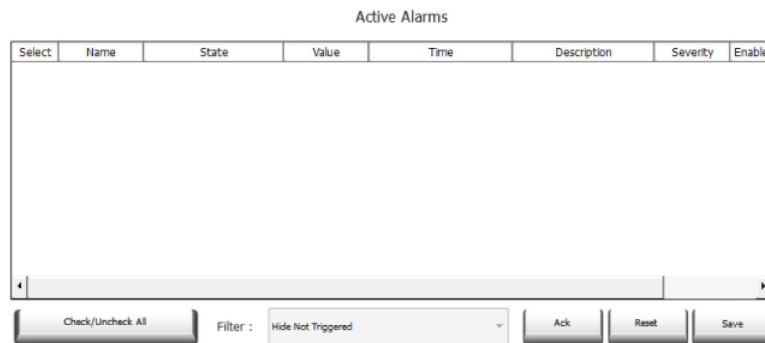 Active Alarms
Select Name State Value Time Description Severity Enable
Check/Uncheck All Filter : Hide Not Triggered Ack Reset Save